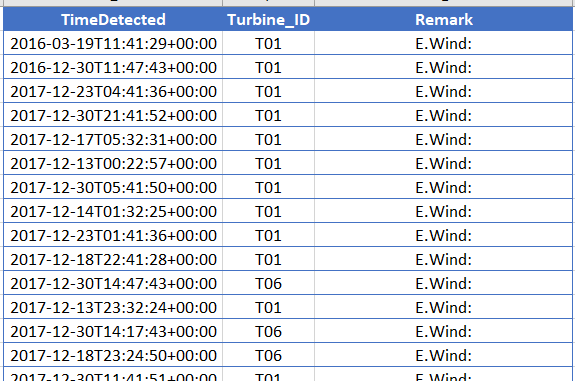 TimeDetected Turbine_ID Remark
2016-03-19T11:41:29+00:00 T01 E.Wind:
2016-12-30T11:47:43+00:00 T01 E.Wind:
2017-12-23T04:41:36+00:00 T01 E.Wind:
2017-12-30T21:41:52+00:00 T01 E.Wind:
2017-12-17T05:32:31+00:00 T01 E.Wind:
2017-12-13T00:22:57+00:00 T01 E.Wind:
2017-12-30T05:41:50+00:00 T01 E.Wind:
2017-12-14T01:32:25+00:00 T01 E.Wind:
2017-12-23T01:41:36+00:00 T01 E.Wind:
2017-12-18T22:41:28+00:00 T01 E.Wind:
2017-12-30T14:47:43+00:00 T06 E.Wind:
2017-12-13T23:32:24+00:00 T01 E.Wind:
2017-12-30T14:17:43+00:00 T06 E.Wind:
2017-12-18T23:24:50+00:00 T06 E.Wind:
2017-12-30T11:41:51+00:00 T01 E.Wind: